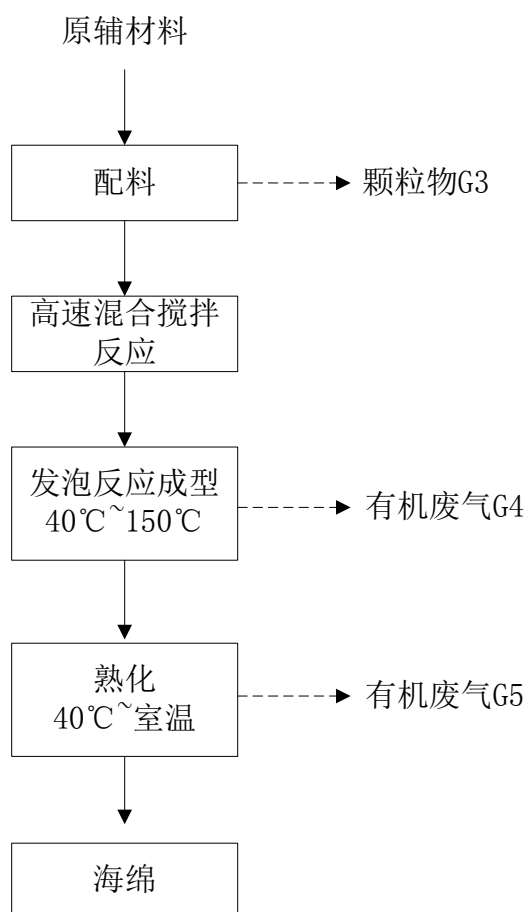 原辅材料
配料
颗粒物G3
高速混合搅拌
反应
发泡反应成型
40℃~150℃
有机废气G4
熟化
40℃~室温
有机废气G5
海绵